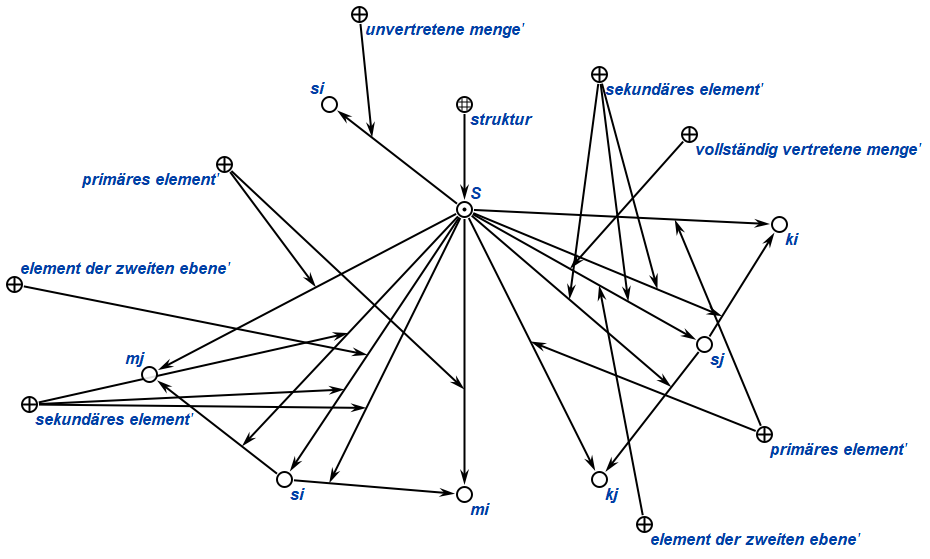 unvertretene menge'
si
sekundäres element'
struktur
vollständig vertretene menge'
primäres element'
S
ki
element der zweiten ebene'
mj
sj
sekundäres element'
primäres element'
si
mi
kj
element der zweiten ebene'